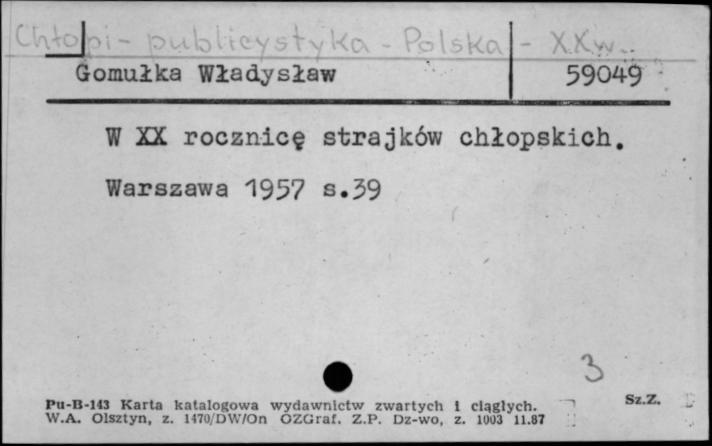 Chłopi - publicystyka - Polska - XX w.
Gomułka Władysław 59049
W XX rocznicę strajków chłopskich.
Warszawa 1957 s.39
3
Pu-B-143 Karta katalogowa wydawnictw zwartych i ciągłych. Sz.Z.
W.A. Olsztyn, z. 1470/DW/On OZGraf. Z.P. Dz-wo, z. 1003 11.87